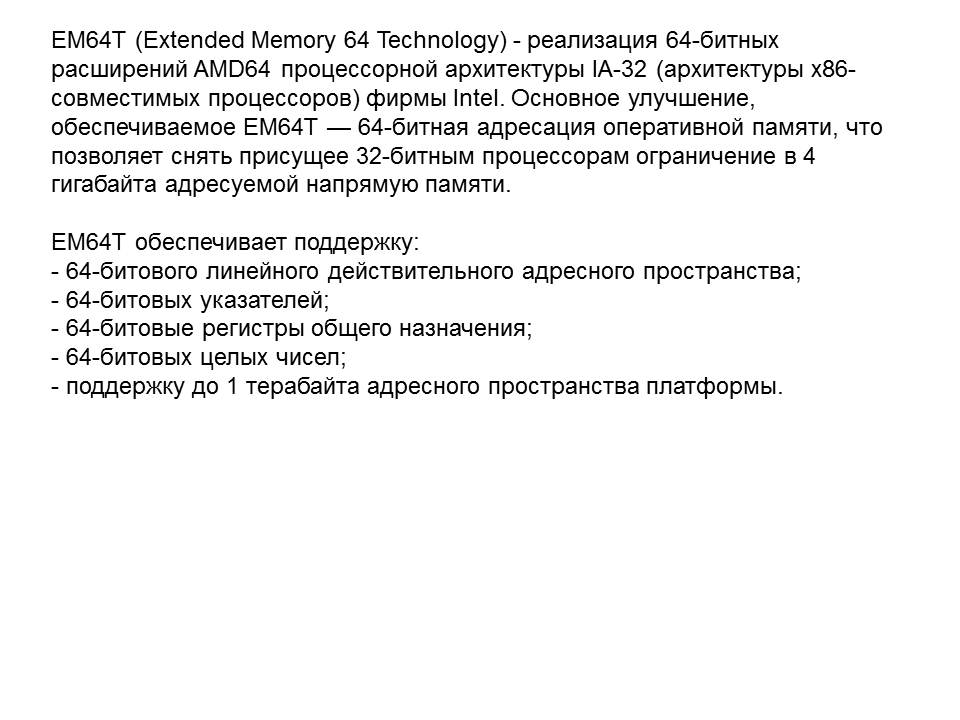 EM64T (Extended Memory 64 Technology) - реализация 64-битных
расширений AMD64 процессорной архитектуры IA-32 (архитектуры x86-
совместимых процессоров) фирмы Intel. Основное улучшение,
обеспечиваемое EM64T — 64-битная адресация оперативной памяти, что
позволяет снять присущее 32-битным процессорам ограничение в 4
гигабайта адресуемой напрямую памяти.

EM64T обеспечивает поддержку:
- 64-битового линейного действительного адресного пространства;
- 64-битовых указателей;
- 64-битовые регистры общего назначения;
- 64-битовых целых чисел;
- поддержку до 1 терабайта адресного пространства платформы.